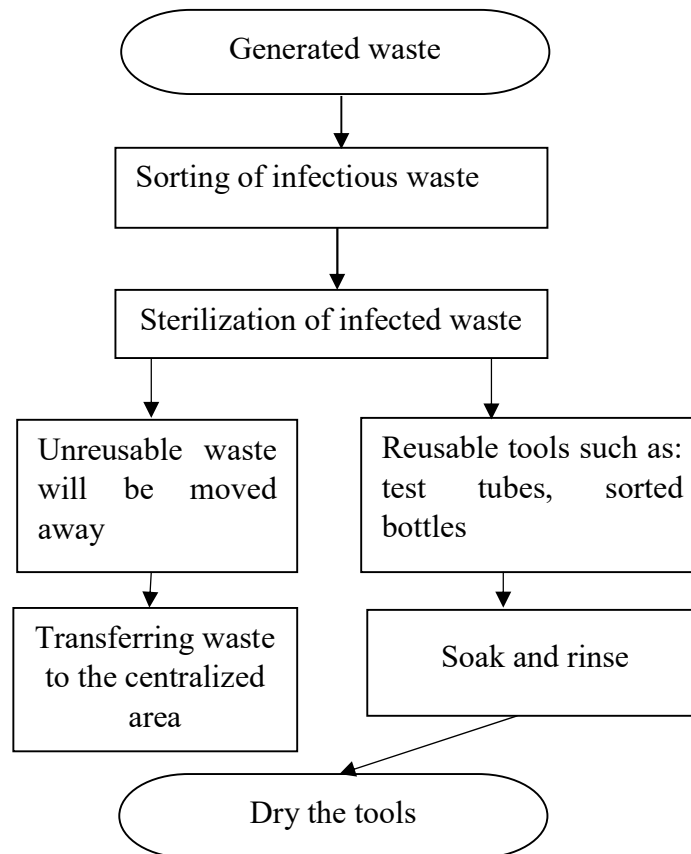 Generated waste
Sorting of infectious waste
Sterilization of infected waste
Unreusable waste
will be moved
away
Reusable tools such as:
test tubes, sorted
bottles
Transferring waste
to the centralized
area
Soak and rinse
Dry the tools